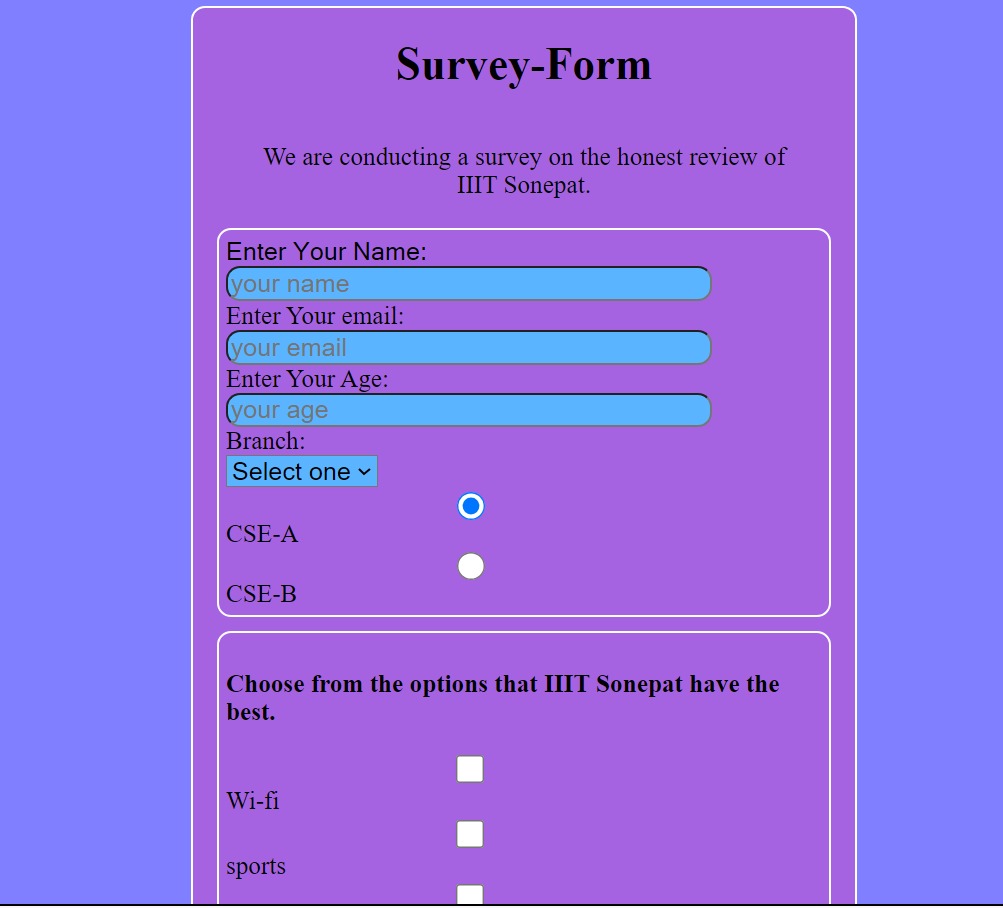 Survey-Form
We are conducting a survey on the honest review of
IIIT Sonepat.
Enter Your Name:
your name
Enter Your email:
your email
Enter Your Age:
your age
Branch:
Select one
CSE-A
CSE-B
Choose from the options that IIIT Sonepat have the
best.
Wi-fi
sports